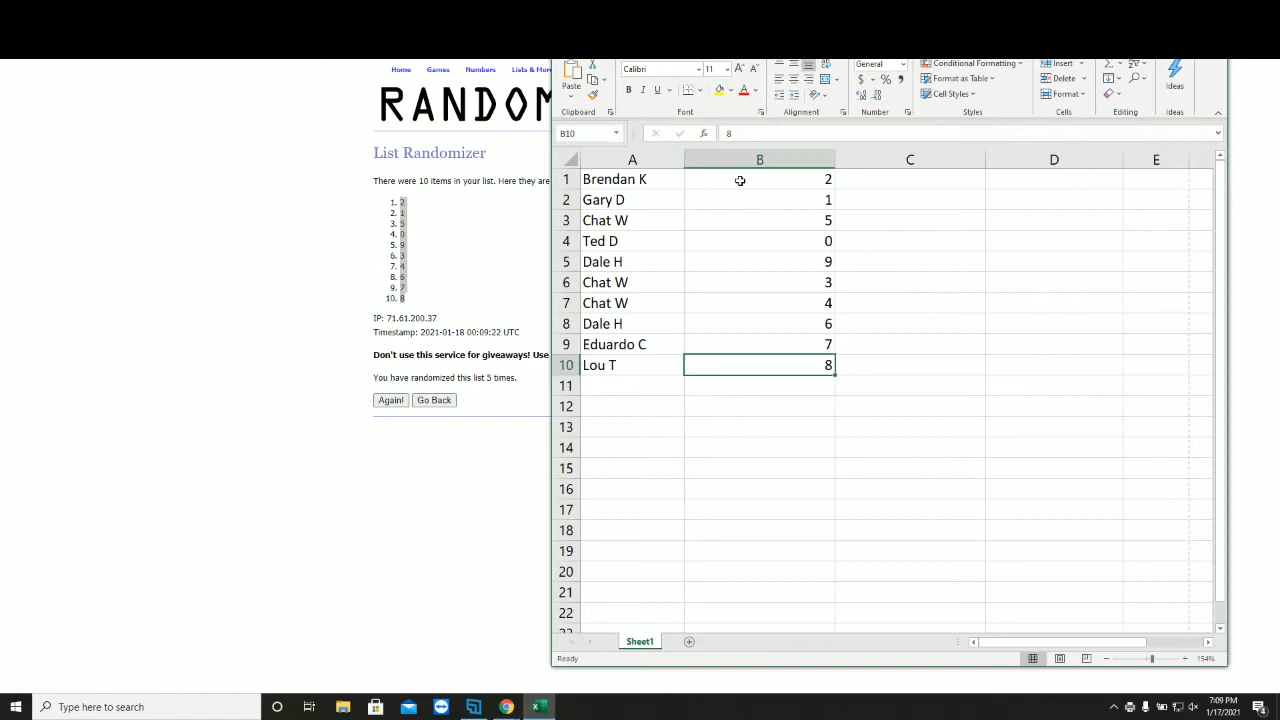 Home Games Numbers Lists & More
RANDOM
List Randomizer
There were 10 items in your list. Here they are
1. 2
2. 1
3. 5
4. 0
5. 9
6. 3
7. 4
8. 6
9. 7
10. 8
IP: 71.61.200.37
Timestamp: 2021-01-18 00:09:22 UTC
Don't use this service for giveaways! Use
You have randomized this list 5 times.
Again! Go Back
Paste
Calibri 11
B I U
General
$ % 9
Conditional Formatting
Format as Table
Cell Styles
Insert
Delete
Format
Ideas
Clipboard Font Alignment Number Styles Cells Editing Ideas
B10 fx 8
A B C D E
1 Brendan K 2
2 Gary D 1
3 Chat W 5
4 Ted D 0
5 Dale H 9
6 Chat W 3
7 Chat W 4
8 Dale H 6
9 Eduardo C 7
10 Lou T 8
11
12
13
14
15
16
17
18
19
20
21
22
23
Sheet1
Ready 154%
Type here to search
7:09 PM
1/17/2021
4